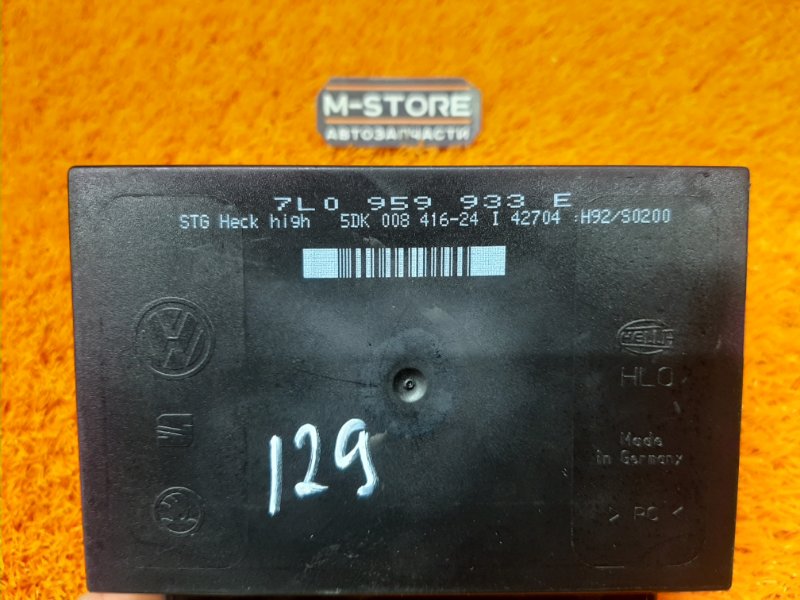 M-STORE
АВТОЗАПЧАСТИ
7L0 959 933 E
STG Heck high 5DK 008 416-24 I 42704 :H92/S0200
HELLA
HLO
129
Made
in Germany
> PC <